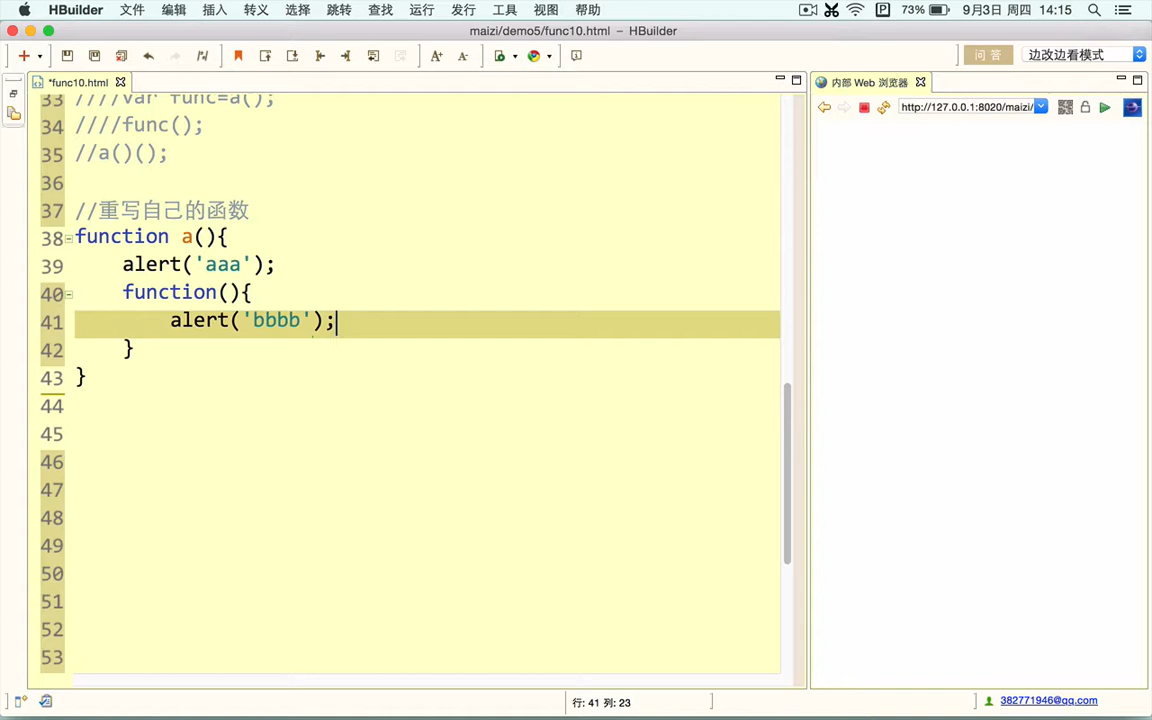 HBuilder 文件 编辑 插入 转义 选择 跳转 查找 运行 工具 视图 帮助 73% 9月3日 周四 14:15
maizi/demo5/func10.html – HBuilder
问 答 边改边看模式
*func10.html 内部 Web 浏览器
http://127.0.0.1:8020/maizi/
33 ////var func=a();
34 ////func();
35 //a()();
36
37 //重写自己的函数
38 function a(){
39 alert('aaa');
40 function(){
41 alert('bbbb');
42 }
43 }
44
45
46
47
48
49
50
51
52
53
行: 41 列: 23
382771946@qq.com